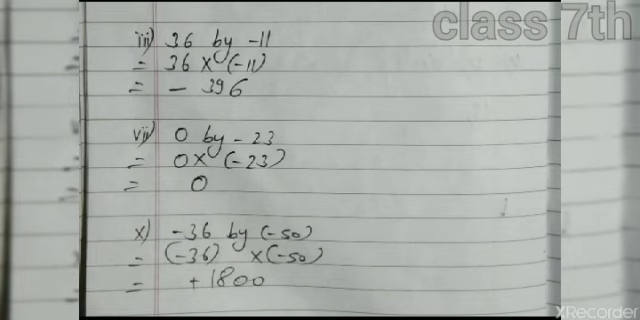 class 7th
iii) 36 by -11
= 36 x (-11)
= - 396
vii) 0 by - 23
= 0x (-23)
= 0
x) -36 by (-50)
= (-36) x (-50)
= +1800
XRecorder